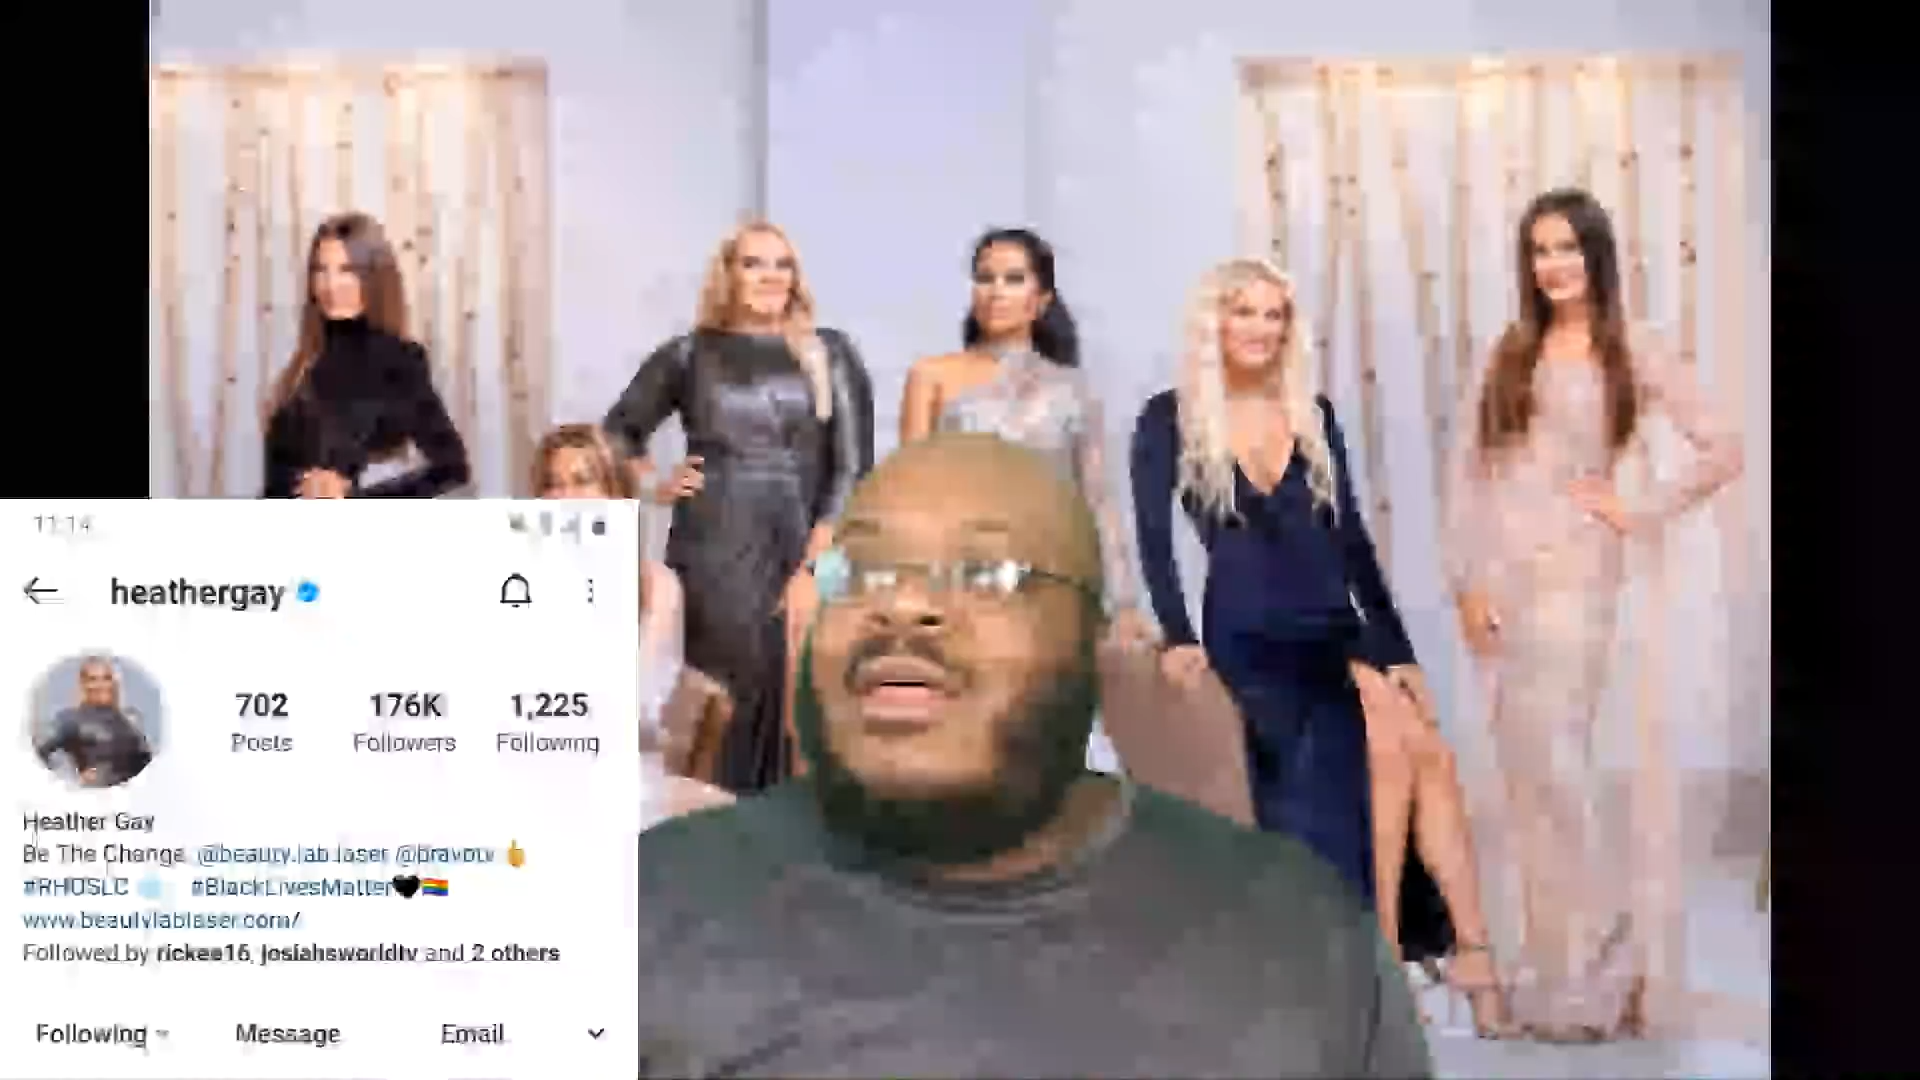 11:14
heathergay
702 176K 1,225
Posts Followers Following
Heather Gay
Be The Change @beauty.lab.laser @bravotv 👆
#RHOSLC #BlackLivesMatter🖤🏳️‍🌈
www.beautylablaser.com/
Followed by rickee16, josiahsworldtv and 2 others
Following Message Email